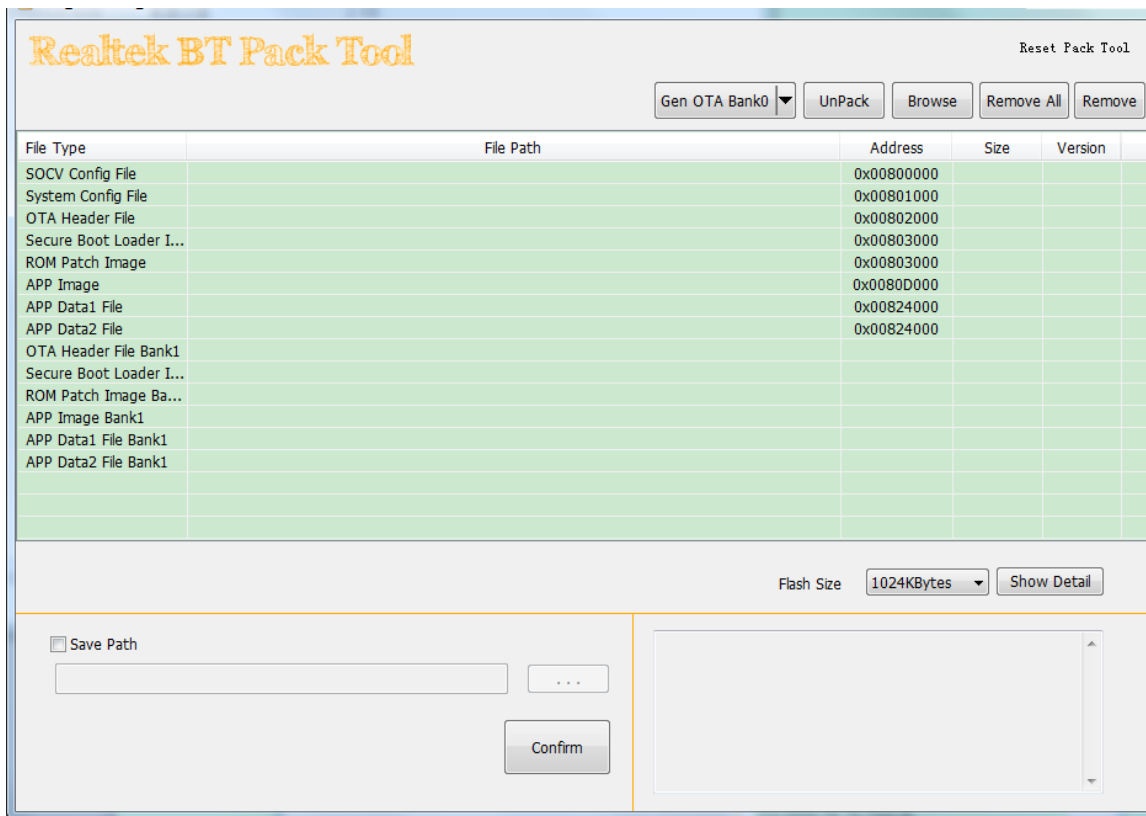 Realtek BT Pack Tool
Reset Pack Tool
Gen OTA Bank0 UnPack Browse Remove All Remove
File Type File Path Address Size Version
SOCV Config File 0x00800000
System Config File 0x00801000
OTA Header File 0x00802000
Secure Boot Loader I... 0x00803000
ROM Patch Image 0x00803000
APP Image 0x0080D000
APP Data1 File 0x00824000
APP Data2 File 0x00824000
OTA Header File Bank1
Secure Boot Loader I...
ROM Patch Image Ba...
APP Image Bank1
APP Data1 File Bank1
APP Data2 File Bank1
Flash Size 1024KBytes Show Detail
Save Path
...
Confirm